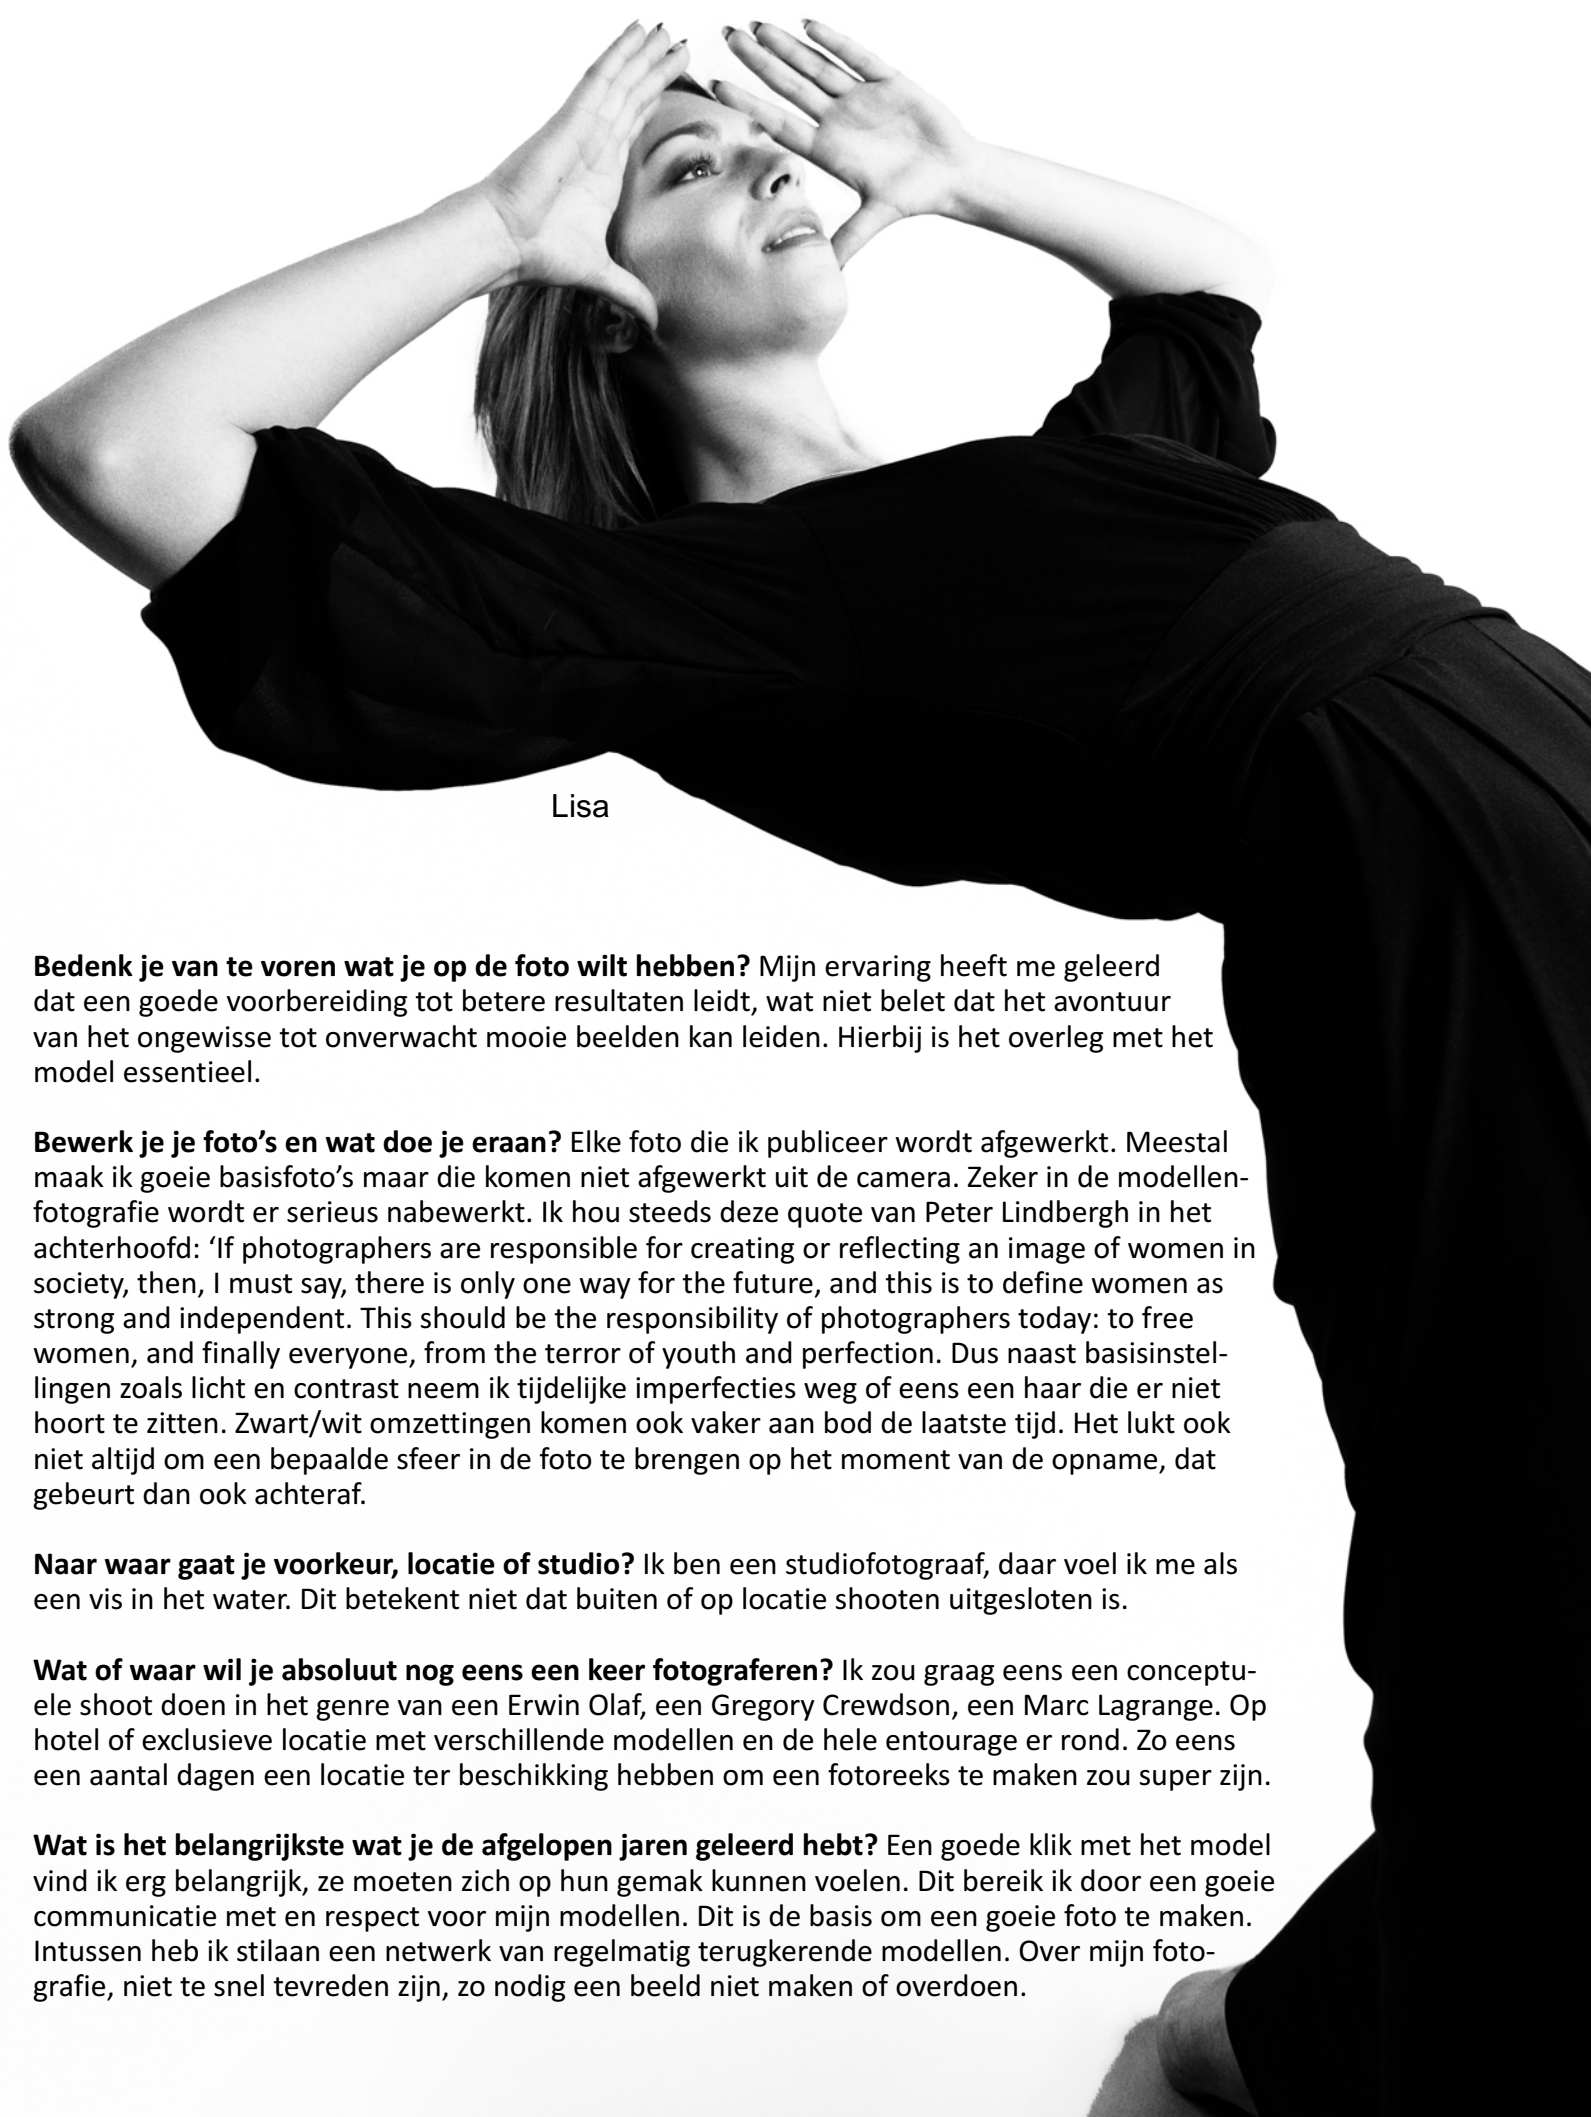 Lisa
Bedenk je van te voren wat je op de foto wilt hebben? Mijn ervaring heeft me geleerd
dat een goede voorbereiding tot betere resultaten leidt, wat niet belet dat het avontuur
van het ongewisse tot onverwacht mooie beelden kan leiden. Hierbij is het overleg met het
model essentieel.
Bewerk je je foto’s en wat doe je eraan? Elke foto die ik publiceer wordt afgewerkt. Meestal
maak ik goeie basisfoto’s maar die komen niet afgewerkt uit de camera. Zeker in de modellen-
fotografie wordt er serieus nabewerkt. Ik hou steeds deze quote van Peter Lindbergh in het
achterhoofd: ‘If photographers are responsible for creating or reflecting an image of women in
society, then, I must say, there is only one way for the future, and this is to define women as
strong and independent. This should be the responsibility of photographers today: to free
women, and finally everyone, from the terror of youth and perfection. Dus naast basisinstel-
lingen zoals licht en contrast neem ik tijdelijke imperfecties weg of eens een haar die er niet
hoort te zitten. Zwart/wit omzettingen komen ook vaker aan bod de laatste tijd. Het lukt ook
niet altijd om een bepaalde sfeer in de foto te brengen op het moment van de opname, dat
gebeurt dan ook achteraf.
Naar waar gaat je voorkeur, locatie of studio? Ik ben een studiofotograaf, daar voel ik me als
een vis in het water. Dit betekent niet dat buiten of op locatie shooten uitgesloten is.
Wat of waar wil je absoluut nog eens een keer fotograferen? Ik zou graag eens een conceptu-
ele shoot doen in het genre van een Erwin Olaf, een Gregory Crewdson, een Marc Lagrange. Op
hotel of exclusieve locatie met verschillende modellen en de hele entourage er rond. Zo eens
een aantal dagen een locatie ter beschikking hebben om een fotoreeks te maken zou super zijn.
Wat is het belangrijkste wat je de afgelopen jaren geleerd hebt? Een goede klik met het model
vind ik erg belangrijk, ze moeten zich op hun gemak kunnen voelen. Dit bereik ik door een goeie
communicatie met en respect voor mijn modellen. Dit is de basis om een goeie foto te maken.
Intussen heb ik stilaan een netwerk van regelmatig terugkerende modellen. Over mijn foto-
grafie, niet te snel tevreden zijn, zo nodig een beeld niet maken of overdoen.